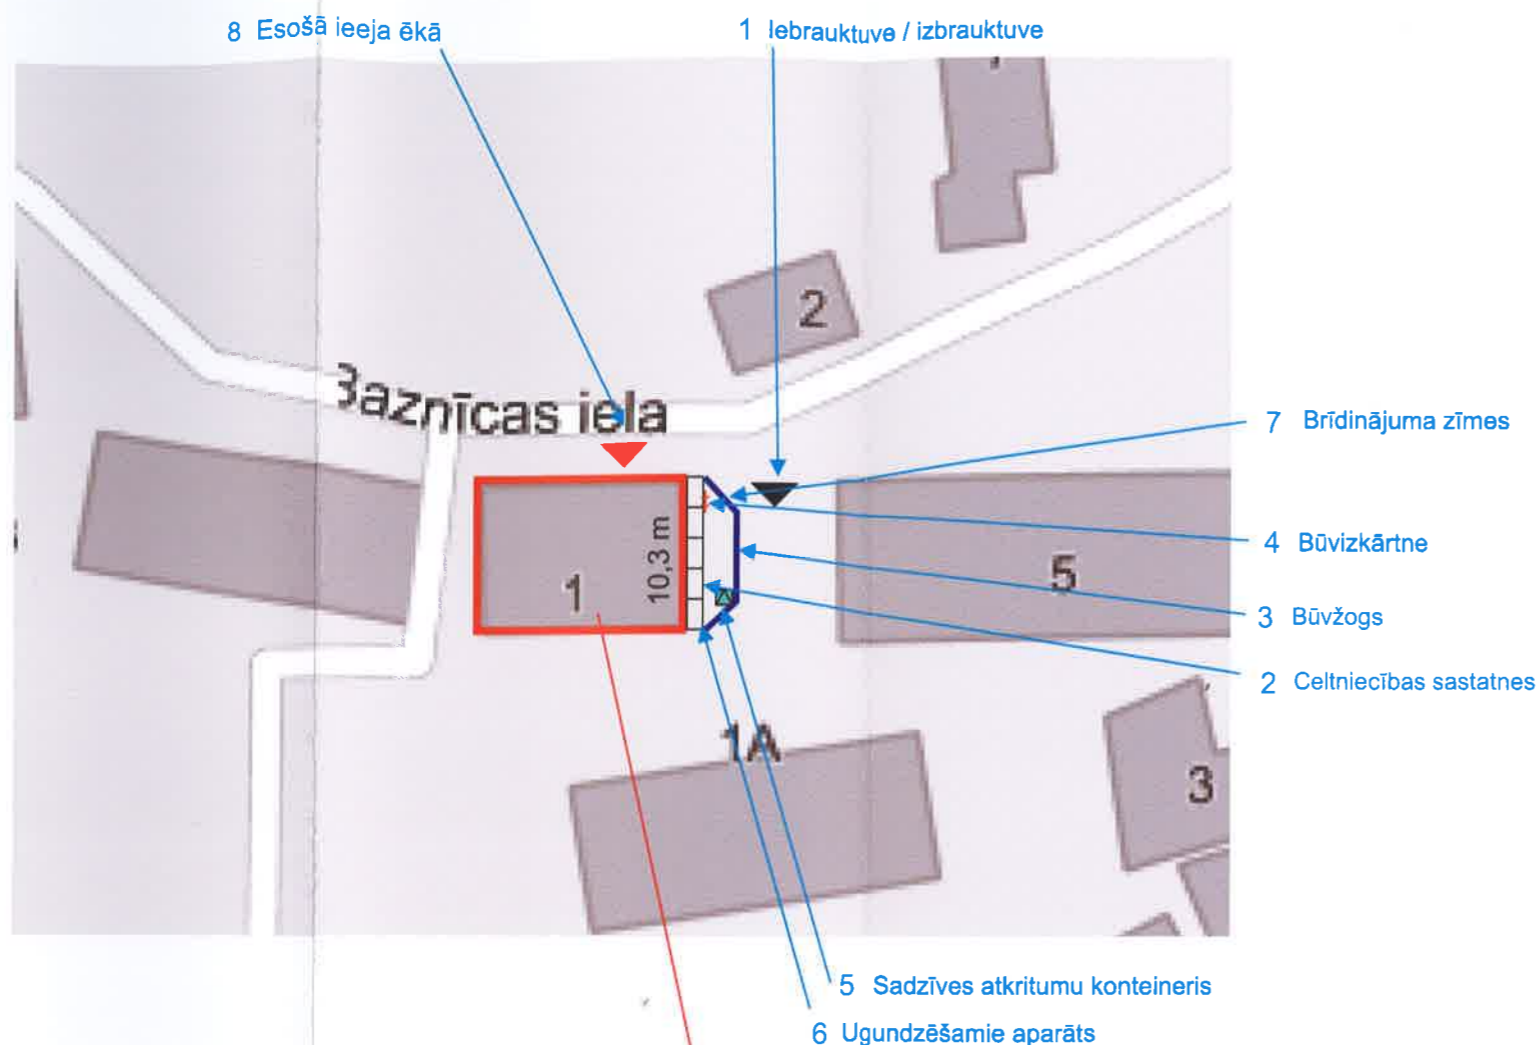 8 Esošā ieeja ēkā
1 Iebrauktuve / izbrauktuve
2
Baznīcas iela
7 Brīdinājuma zīmes
4 Būvizkārtne
10,3 m
1
5
3 Būvžogs
2 Celtniecības sastatnes
1A
3
5 Sadzīves atkritumu konteineris
6 Ugundzēšamie aparāts